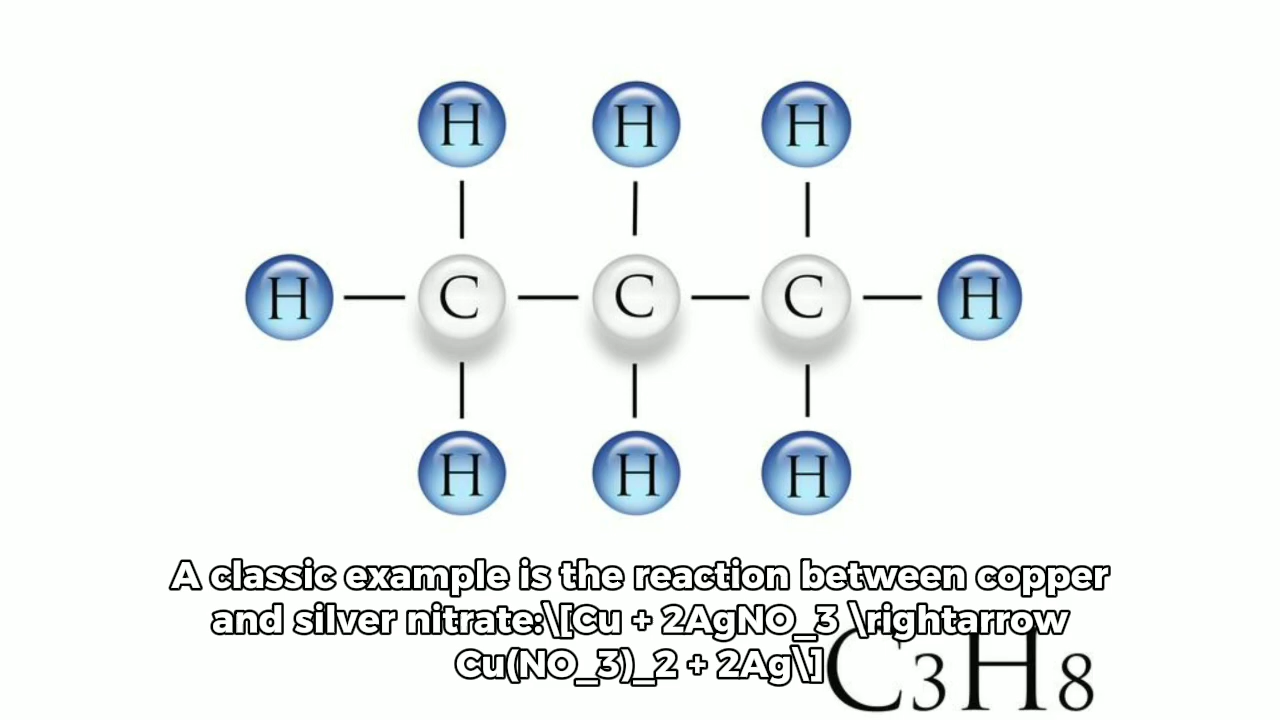 H H H
H C C C H
H H H
A classic example is the reaction between copper
and silver nitrate:\[Cu + 2AgNO_3 \rightarrow
Cu(NO_3)_2 + 2Ag\]
C3H8